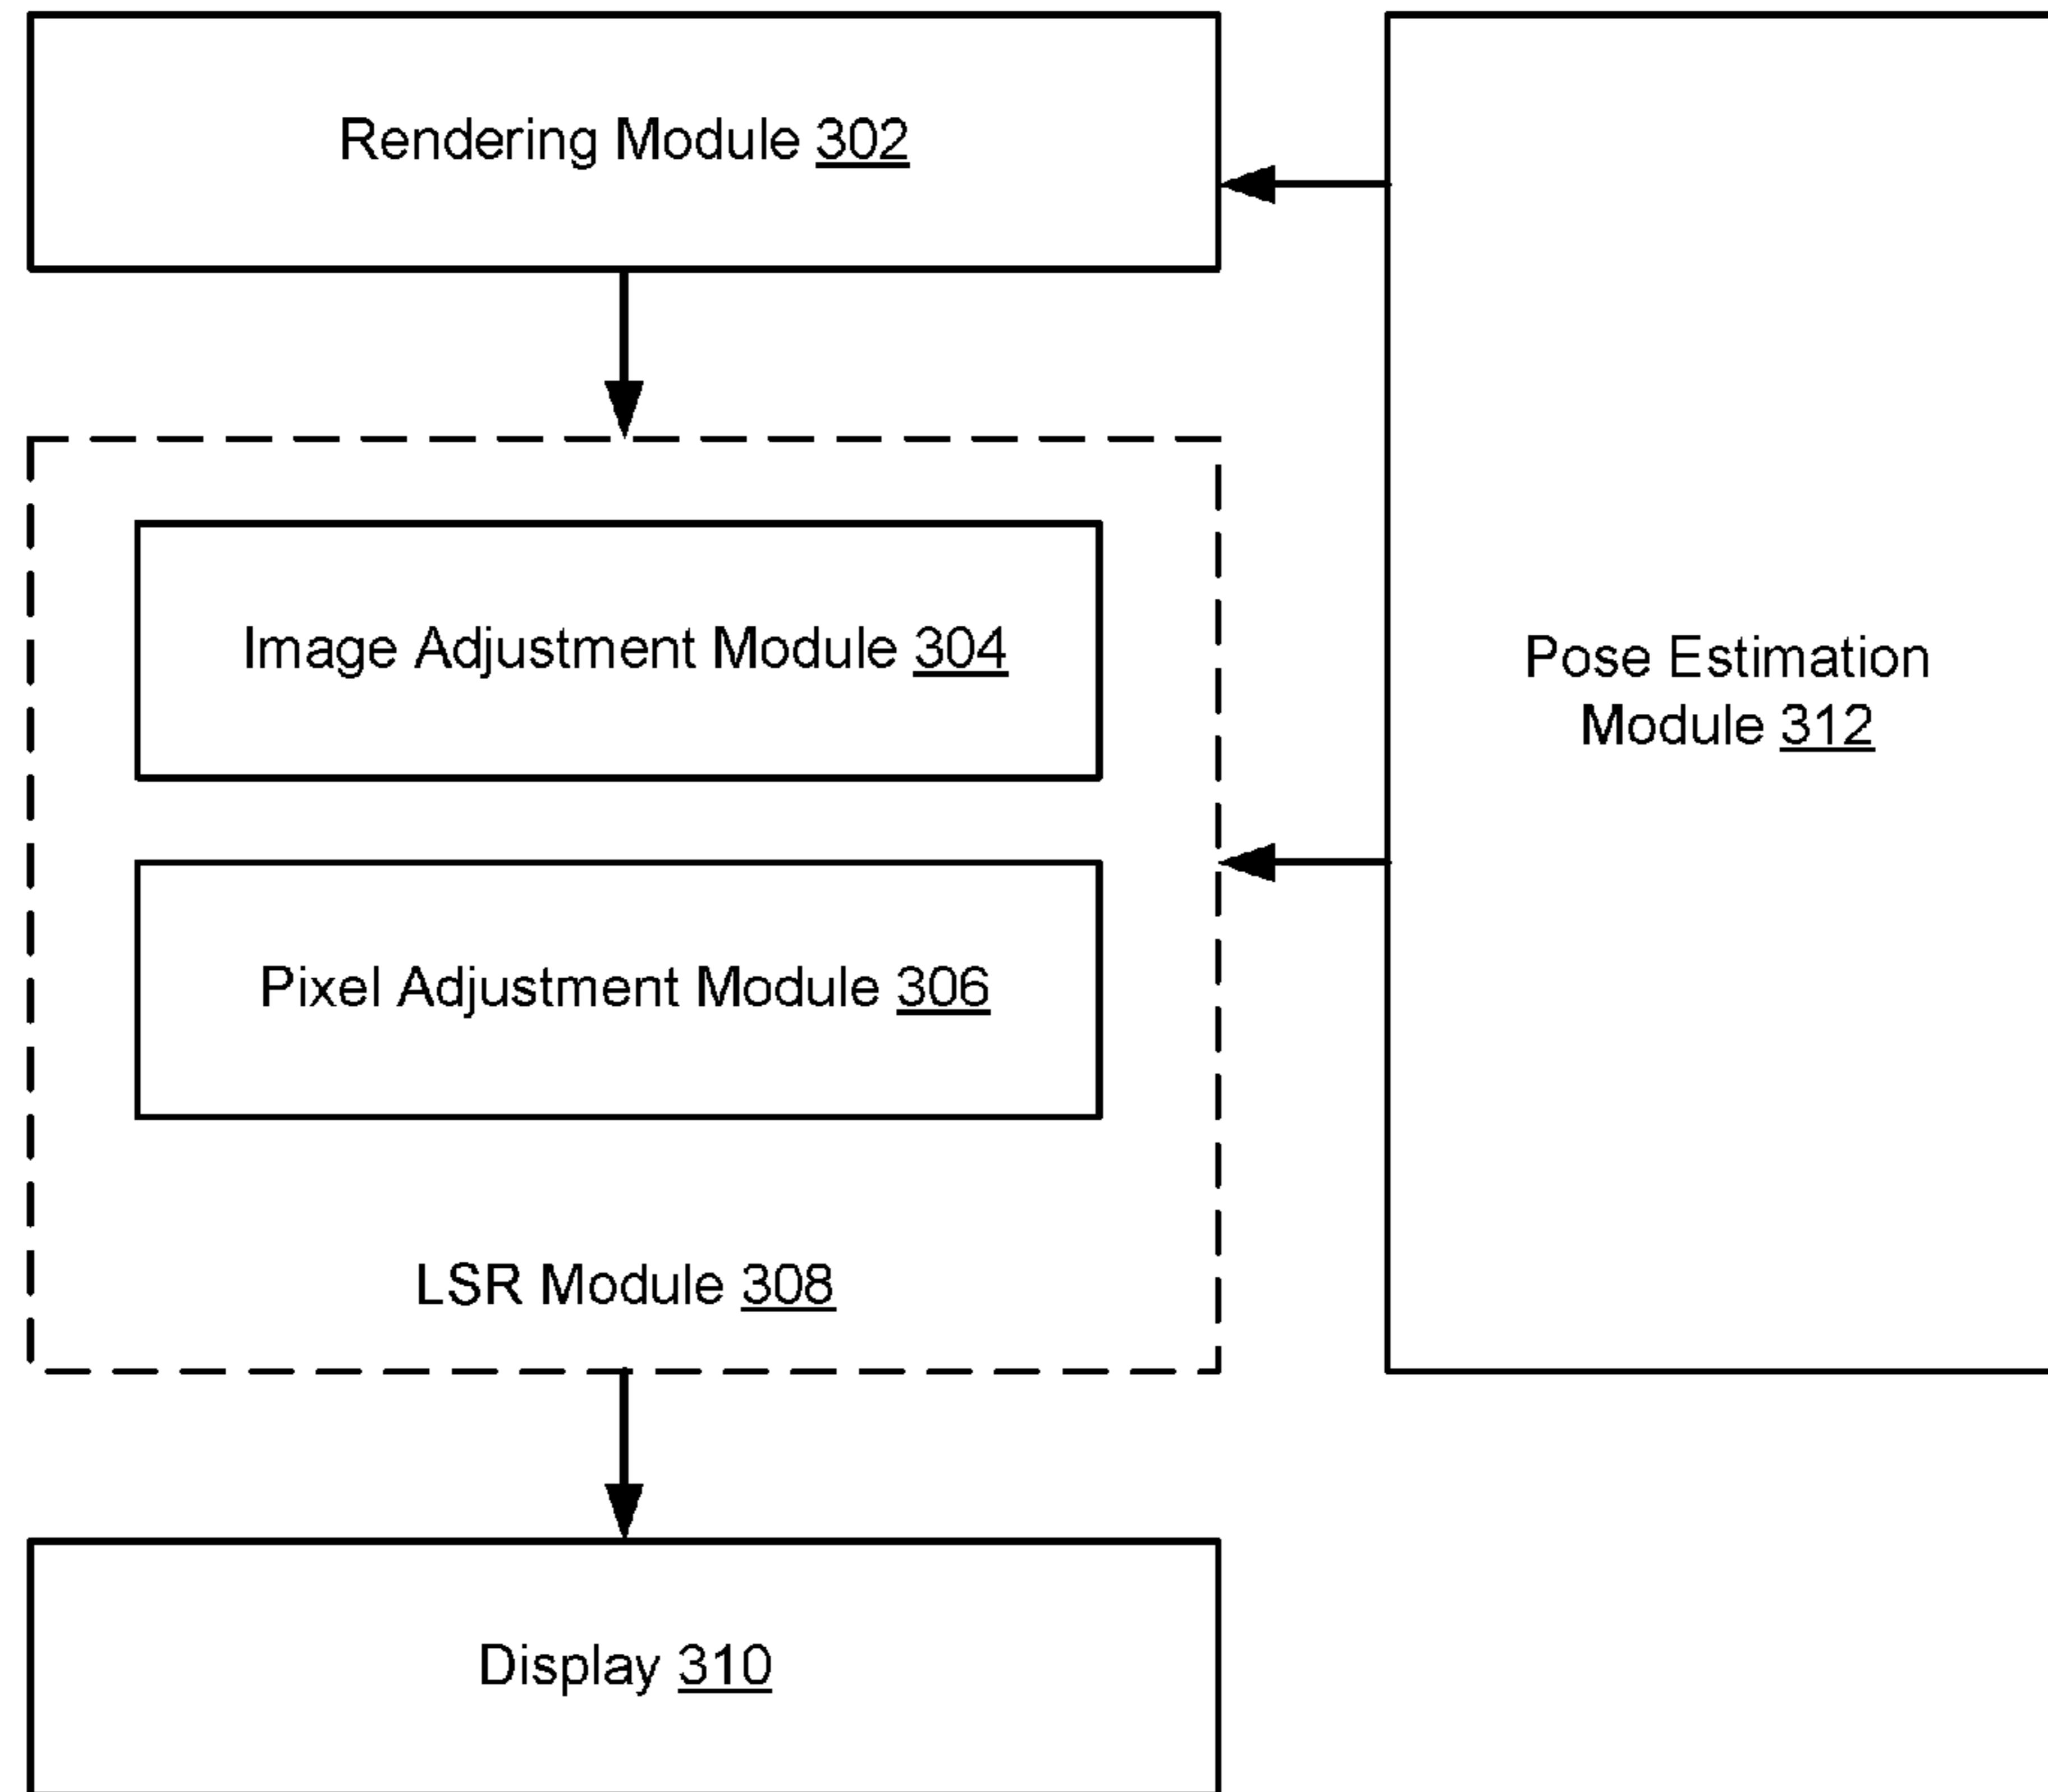 Rendering Module 302
Image Adjustment Module 304
Pose Estimation
Module 312
Pixel Adjustment Module 306
LSR Module 308
Display 310